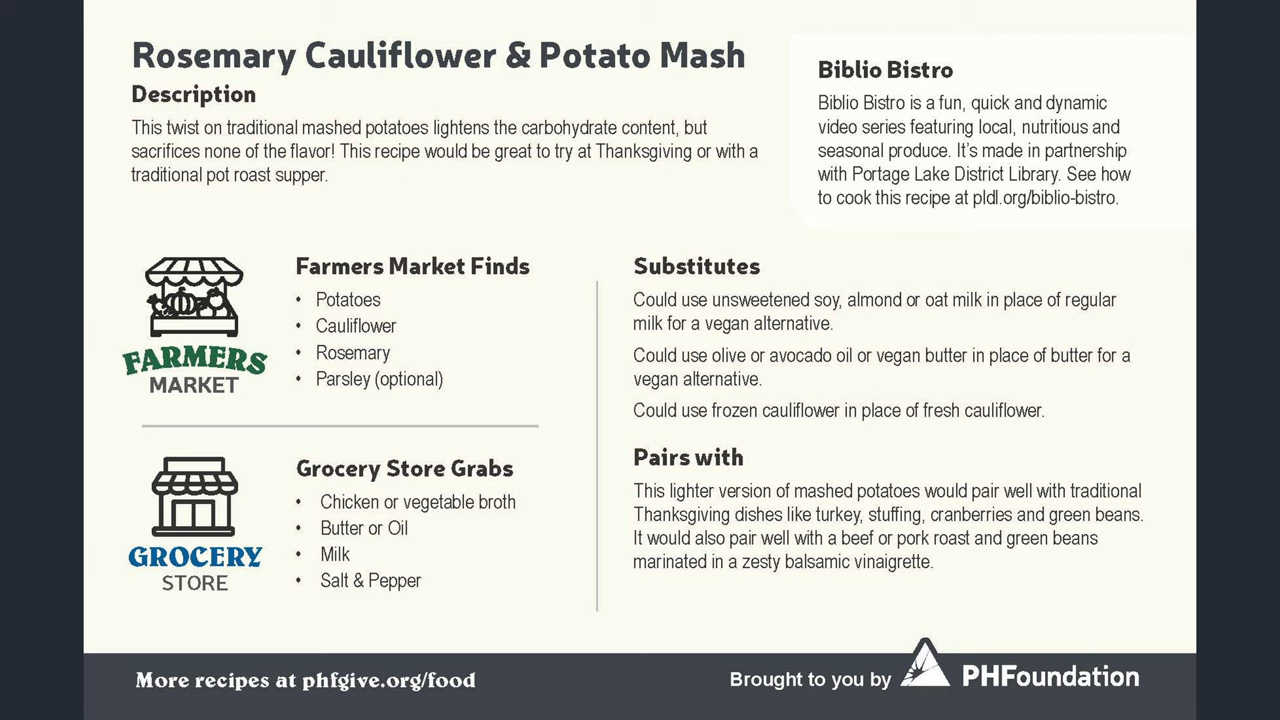 Rosemary Cauliflower & Potato Mash
Description
This twist on traditional mashed potatoes lightens the carbohydrate content, but
sacrifices none of the flavor! This recipe would be great to try at Thanksgiving or with a
traditional pot roast supper.
Biblio Bistro
Biblio Bistro is a fun, quick and dynamic
video series featuring local, nutritious and
seasonal produce. It's made in partnership
with Portage Lake District Library. See how
to cook this recipe at pldl.org/biblio-bistro.
FARMERS
MARKET
Farmers Market Finds
• Potatoes
• Cauliflower
• Rosemary
• Parsley (optional)
GROCERY
STORE
Grocery Store Grabs
• Chicken or vegetable broth
• Butter or Oil
• Milk
• Salt & Pepper
Substitutes
Could use unsweetened soy, almond or oat milk in place of regular
milk for a vegan alternative.
Could use olive or avocado oil or vegan butter in place of butter for a
vegan alternative.
Could use frozen cauliflower in place of fresh cauliflower.
Pairs with
This lighter version of mashed potatoes would pair well with traditional
Thanksgiving dishes like turkey, stuffing, cranberries and green beans.
It would also pair well with a beef or pork roast and green beans
marinated in a zesty balsamic vinaigrette.
More recipes at phfgive.org/food
Brought to you by PHFoundation